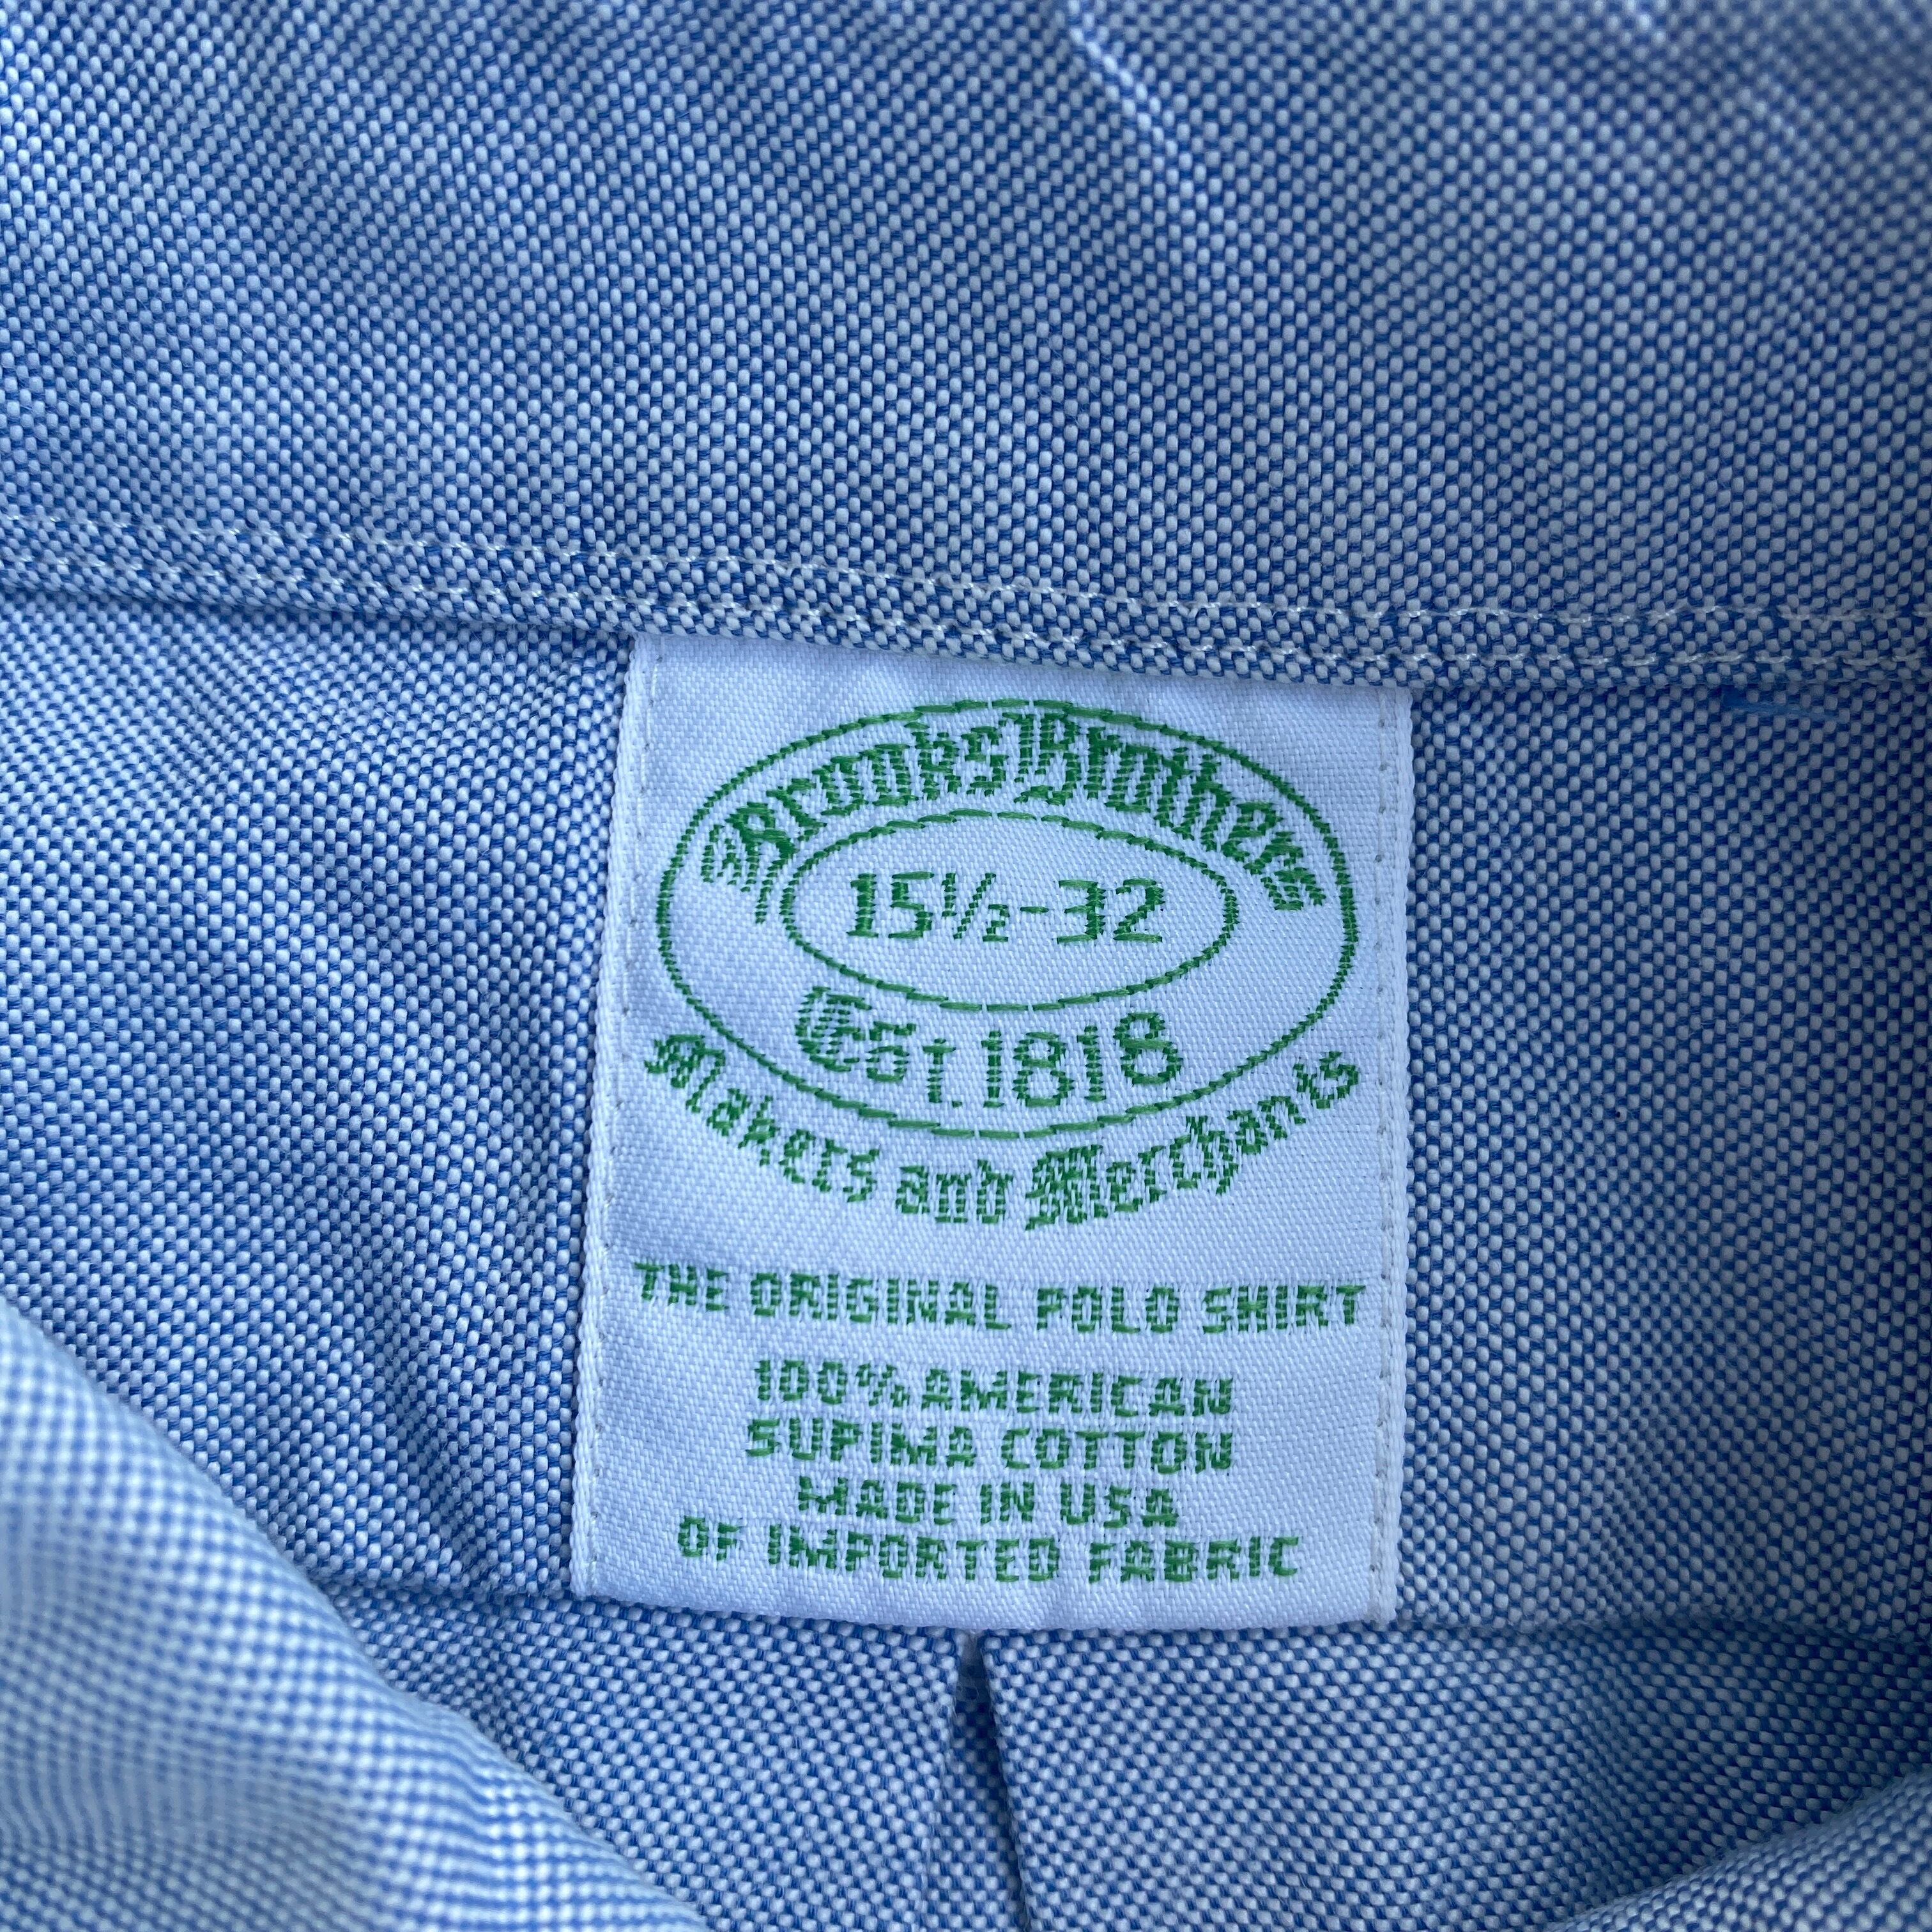 Brooks Brothers
15½-32
Est. 1818
Makers and Merchants
THE ORIGINAL POLO SHIRT
100% AMERICAN
SUPIMA COTTON
MADE IN USA
OF IMPORTED FABRIC